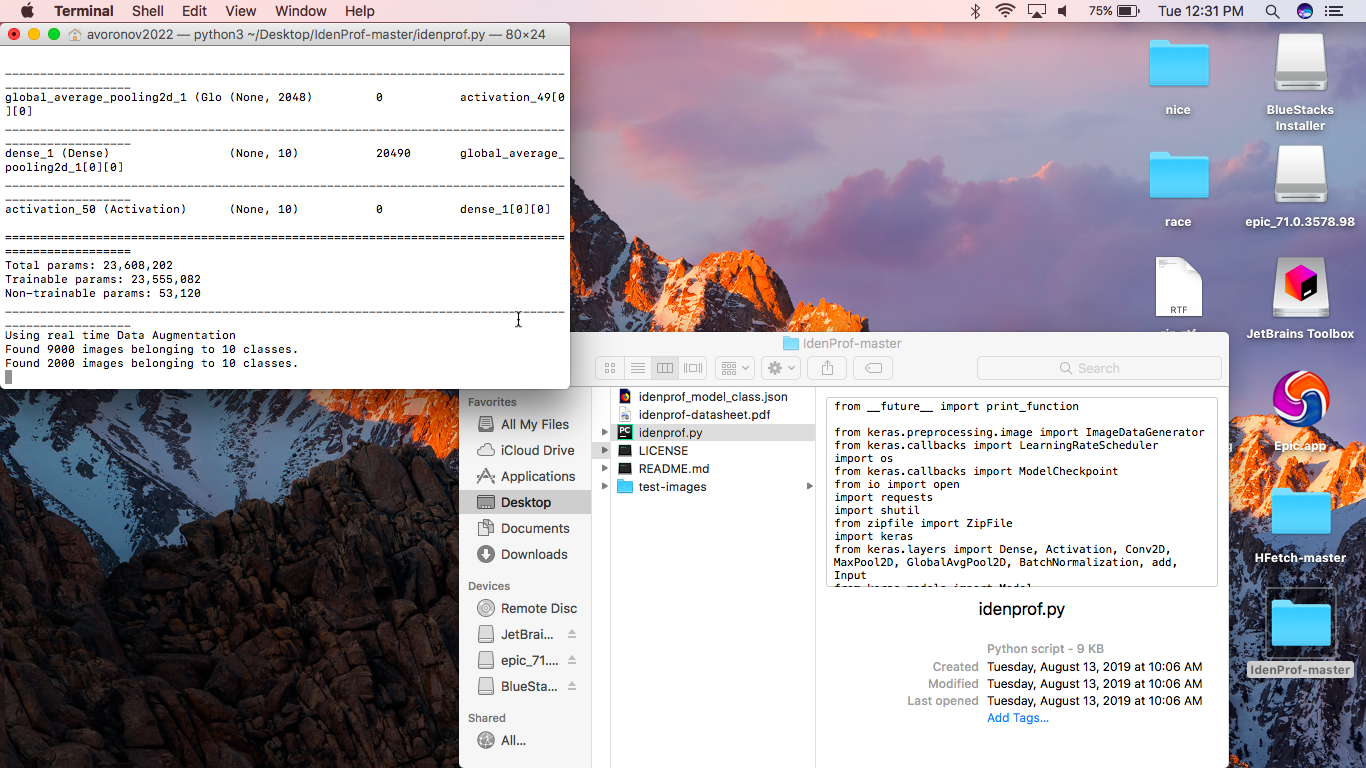 Terminal Shell Edit View Window Help 75% Tue 12:31 PM
avoronov2022 — python3 ~/Desktop/IdenProf-master/idenprof.py — 80×24
global_average_pooling2d_1 (Glo (None, 2048) 0 activation_49[0
][0]
dense_1 (Dense) (None, 10) 20490 global_average_
pooling2d_1[0][0]
activation_50 (Activation) (None, 10) 0 dense_1[0][0]
================================================================================
==================
Total params: 23,608,202
Trainable params: 23,555,082
Non-trainable params: 53,120
Using real time Data Augmentation
Found 9000 images belonging to 10 classes.
Found 2000 images belonging to 10 classes.
nice
BlueStacks
Installer
race
epic_71.0.3578.98
RTF
JetBrains Toolbox
Epic.app
HFetch-master
IdenProf-master
IdenProf-master
Search
Favorites
All My Files
iCloud Drive
Applications
Desktop
Documents
Downloads
Devices
Remote Disc
JetBrai...
epic_71....
BlueSta...
Shared
All...
idenprof_model_class.json
idenprof-datasheet.pdf
PC
idenprof.py
LICENSE
README.md
test-images
from __future__ import print_function
from keras.preprocessing.image import ImageDataGenerator
from keras.callbacks import LearningRateScheduler
import os
from keras.callbacks import ModelCheckpoint
from io import open
import requests
import shutil
from zipfile import ZipFile
import keras
from keras.layers import Dense, Activation, Conv2D,
MaxPool2D, GlobalAvgPool2D, BatchNormalization, add,
Input
from keras.models import Model
idenprof.py
Python script - 9 KB
Created Tuesday, August 13, 2019 at 10:06 AM
Modified Tuesday, August 13, 2019 at 10:06 AM
Last opened Tuesday, August 13, 2019 at 10:06 AM
Add Tags...